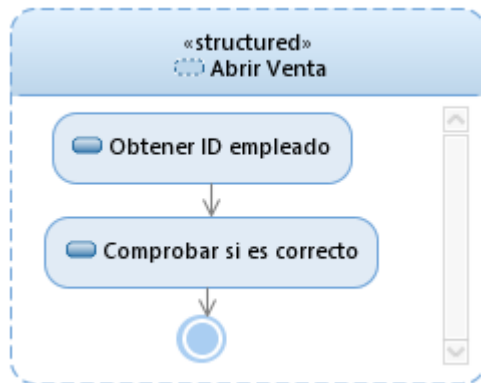 «structured»
Abrir Venta
Obtener ID empleado
Comprobar si es correcto